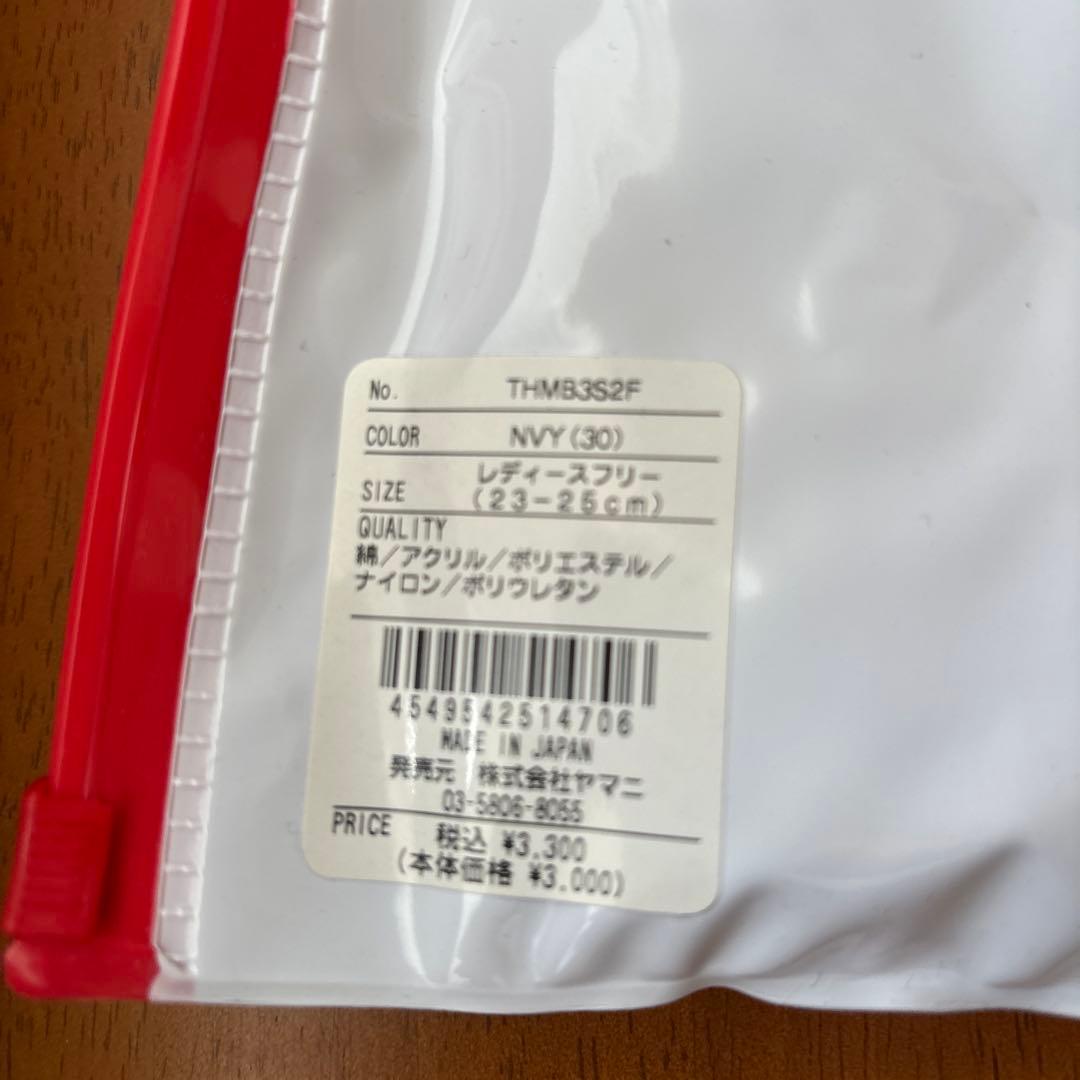 No. THMB3S2F
COLOR NVY(30)
レディースフリー
SIZE (23-25cm)
QUALITY
綿/アクリル/ポリエステル/
ナイロン/ポリウレタン
4549542514706
MADE IN JAPAN
発売元 株式会社ヤマニ
03-5806-8055
PRICE 税込 ¥3,300
(本体価格 ¥3,000)